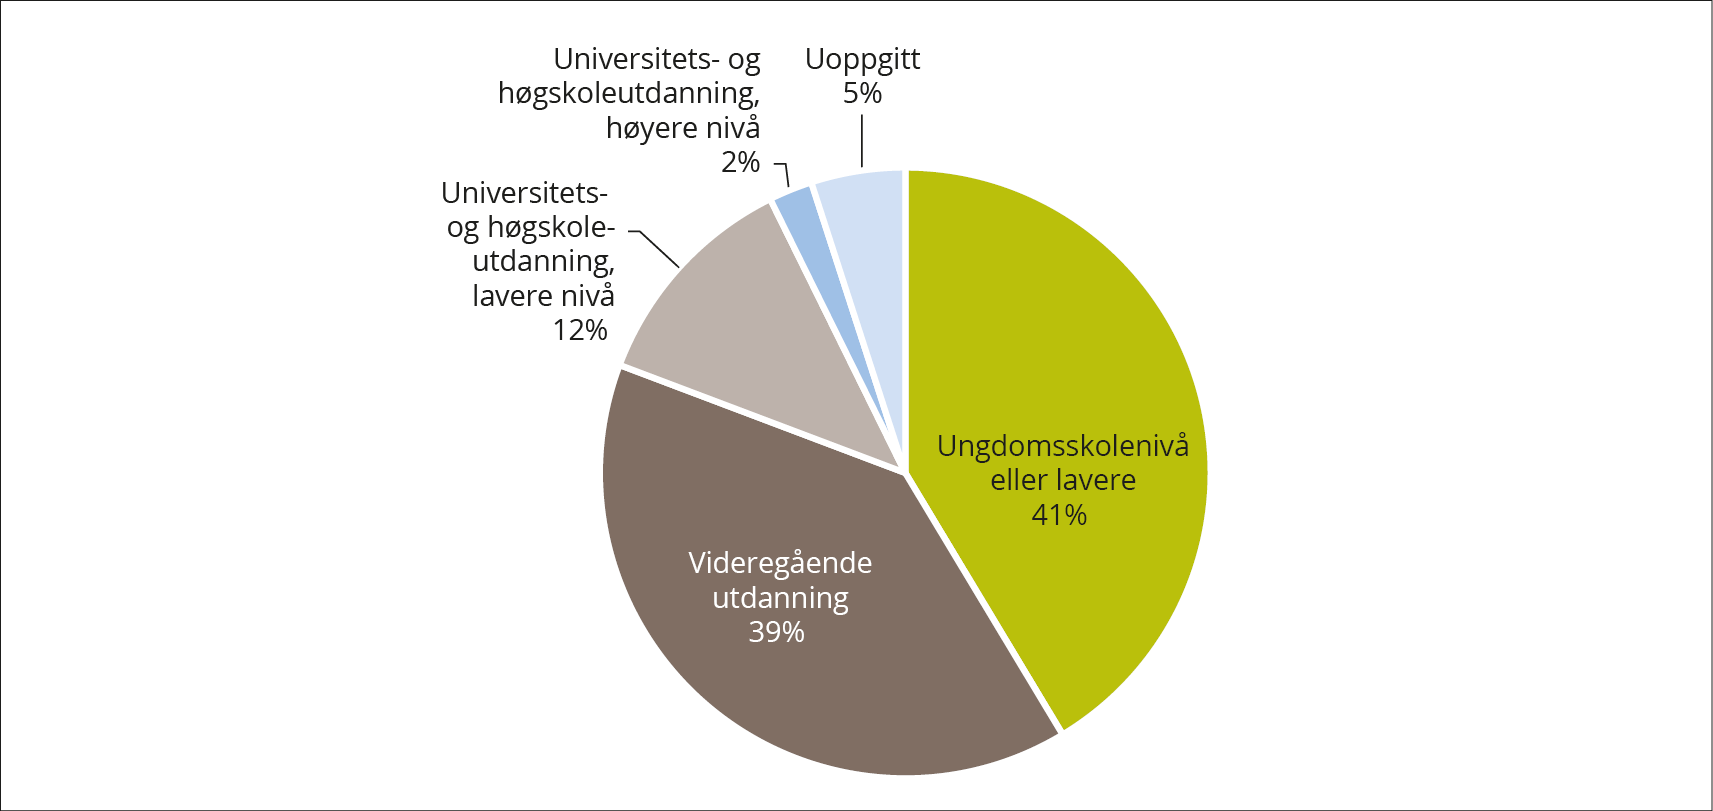 Universitets- og
høgskoleutdanning,
høyere nivå
2%
Uoppgitt
5%
Universitets-
og høgskole-
utdanning,
lavere nivå
12%
Ungdomsskolenivå
eller lavere
41%
Videregående
utdanning
39%